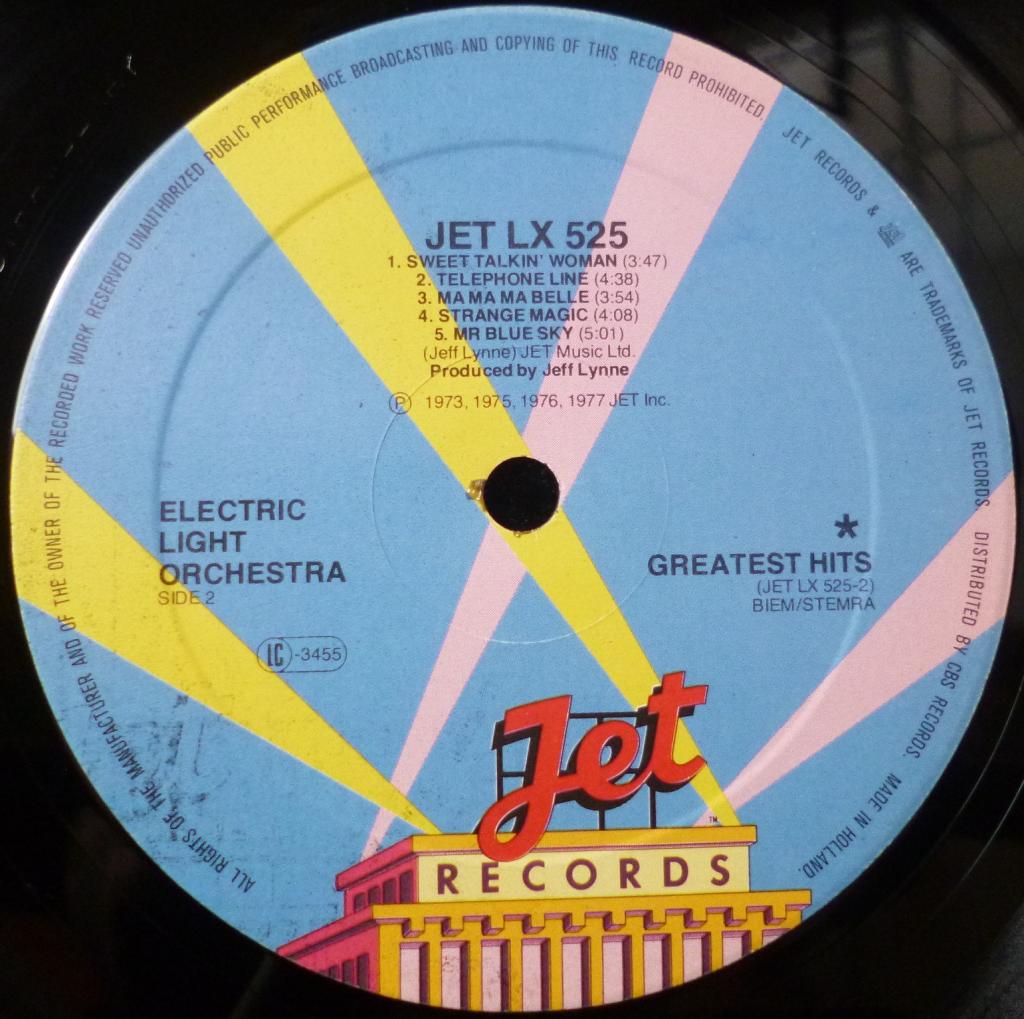 ALL RIGHTS OF THE MANUFACTURER AND OF THE OWNER OF THE RECORDED WORK RESERVED UNAUTHORIZED PUBLIC PERFORMANCE BROADCASTING AND COPYING OF THIS RECORD PROHIBITED. JET RECORDS & ARE TRADEMARKS OF JET RECORDS. DISTRIBUTED BY CBS RECORDS. MADE IN HOLLAND.
JET LX 525
1. SWEET TALKIN' WOMAN (3:47)
2. TELEPHONE LINE (4:38)
3. MA MA MA BELLE (3:54)
4. STRANGE MAGIC (4:08)
5. MR BLUE SKY (5:01)
(Jeff Lynne) JET Music Ltd.
Produced by Jeff Lynne
Ⓟ 1973, 1975, 1976, 1977 JET Inc.
ELECTRIC
LIGHT
ORCHESTRA
SIDE 2
LC-3455
*
GREATEST HITS
(JET LX 525-2)
BIEM/STEMRA
Jet
TM
RECORDS